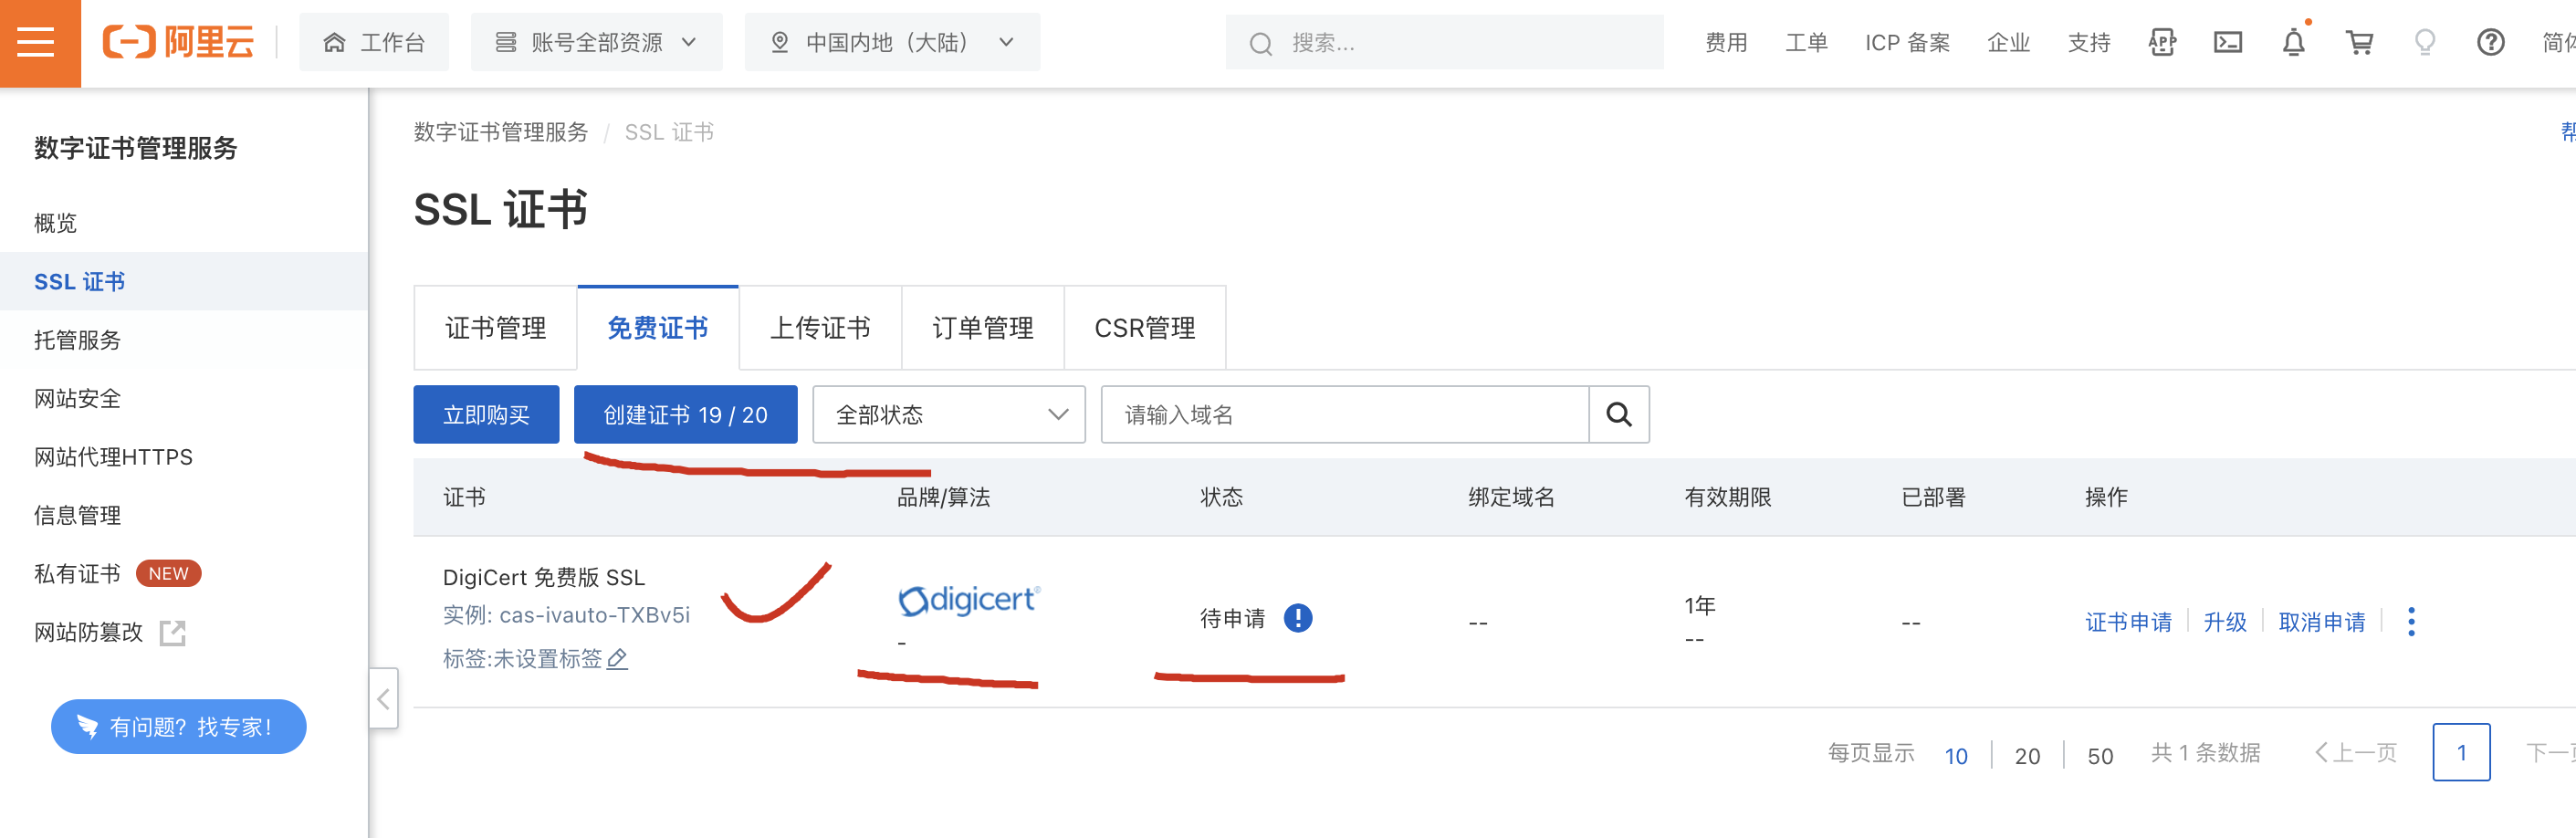 阿里云
工作台
账号全部资源
中国内地（大陆）
搜索...
费用
工单
ICP 备案
企业
支持
APP
简体
数字证书管理服务
概览
SSL 证书
托管服务
网站安全
网站代理HTTPS
信息管理
私有证书 NEW
网站防篡改
有问题？找专家！
数字证书管理服务 / SSL 证书
帮
SSL 证书
证书管理
免费证书
上传证书
订单管理
CSR管理
立即购买
创建证书 19 / 20
全部状态
请输入域名
证书
品牌/算法
状态
绑定域名
有效期限
已部署
操作
DigiCert 免费版 SSL
实例: cas-ivauto-TXBv5i
标签:未设置标签
digicert®
-
待申请
--
1年
--
--
证书申请
升级
取消申请
每页显示 10 20 50 共 1 条数据 上一页 1 下一页